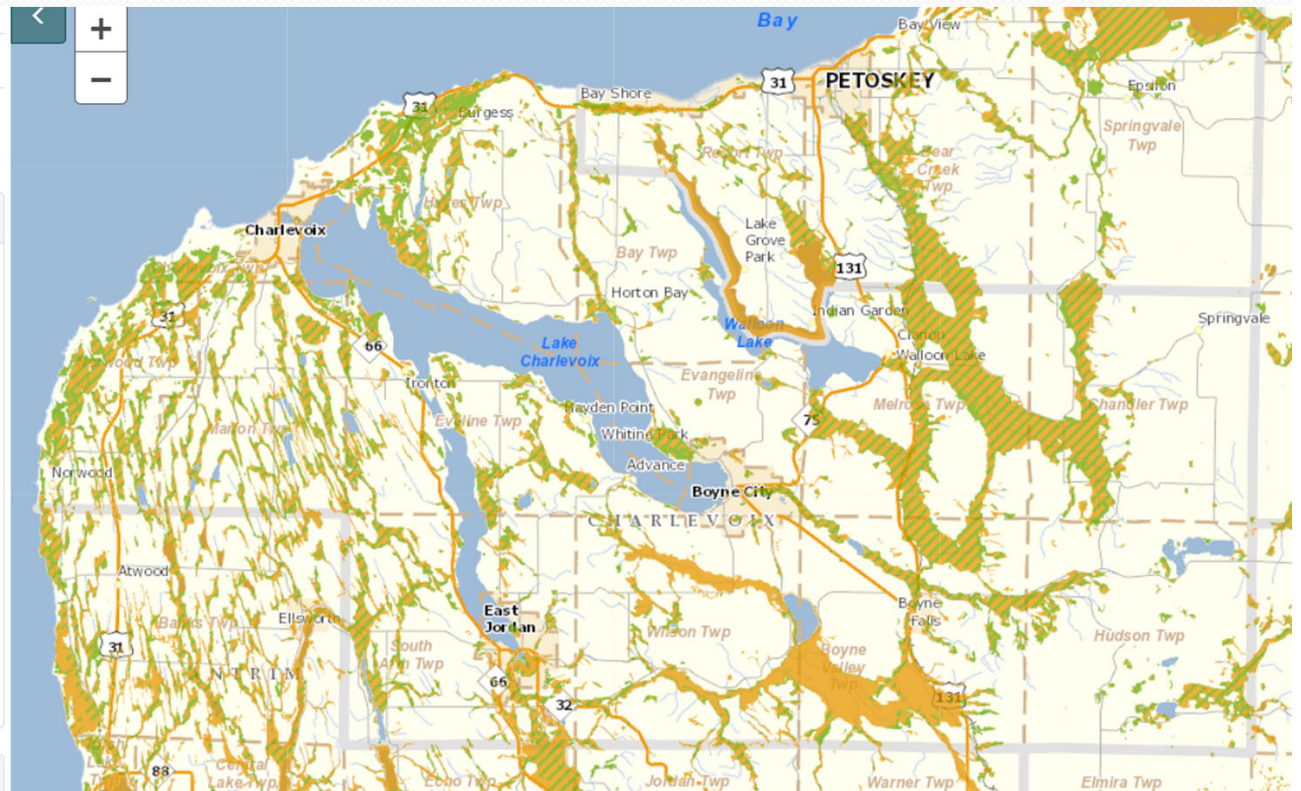 +
−
Bay
Bay View
31
PETOSKEY
31
Bay Shore
Epsilon
Burgess
Springvale
Twp
Resort Twp
Bear
Creek
Twp
Hayes Twp
Charlevoix
Lake
Grove
Park
Bay Twp
131
Horton Bay
Indian Garden
31
Springvale
Walloon
Lake
Clarion
66
Lake
Charlevoix
Walloon Lake
Norwood Twp
Ironton
Evangeline
Twp
Hayden Point
Melrose Twp
Chandler Twp
Eveline Twp
75
Marion Twp
Whiting Park
Advance
Norwood
Boyne City
CHARLEVOIX
Atwood
Boyne
Falls
East
Jordan
Ellsworth
Banks Twp
Wilson Twp
Hudson Twp
31
South
Arm Twp
Boyne
Valley
Twp
ANTRIM
66
131
32
88
Central
Lake Twp
Echo Twp
Jordan Twp
Warner Twp
Elmira Twp